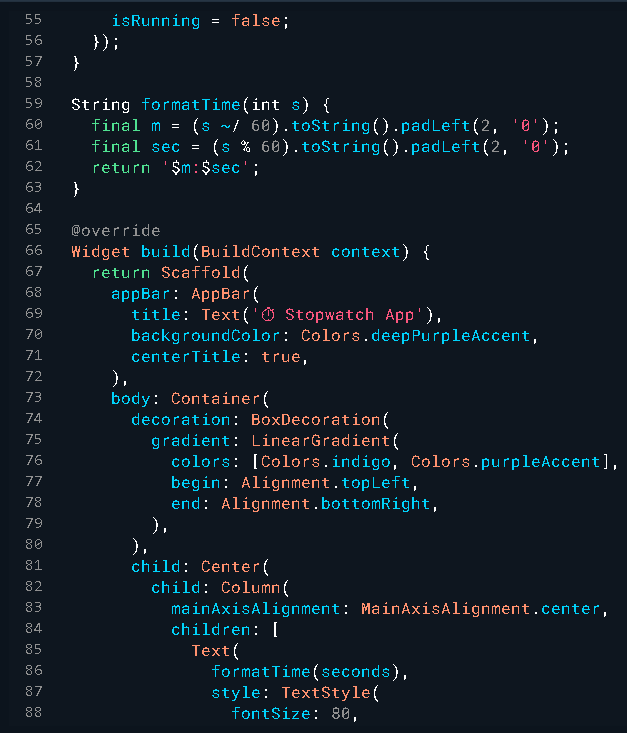 55 isRunning = false;
56 });
57 }
58
59 String formatTime(int s) {
60 final m = (s ~/ 60).toString().padLeft(2, '0');
61 final sec = (s % 60).toString().padLeft(2, '0');
62 return '$m:$sec';
63 }
64
65 @override
66 Widget build(BuildContext context) {
67 return Scaffold(
68 appBar: AppBar(
69 title: Text('⏱ Stopwatch App'),
70 backgroundColor: Colors.deepPurpleAccent,
71 centerTitle: true,
72 ),
73 body: Container(
74 decoration: BoxDecoration(
75 gradient: LinearGradient(
76 colors: [Colors.indigo, Colors.purpleAccent],
77 begin: Alignment.topLeft,
78 end: Alignment.bottomRight,
79 ),
80 ),
81 child: Center(
82 child: Column(
83 mainAxisAlignment: MainAxisAlignment.center,
84 children: [
85 Text(
86 formatTime(seconds),
87 style: TextStyle(
88 fontSize: 80,